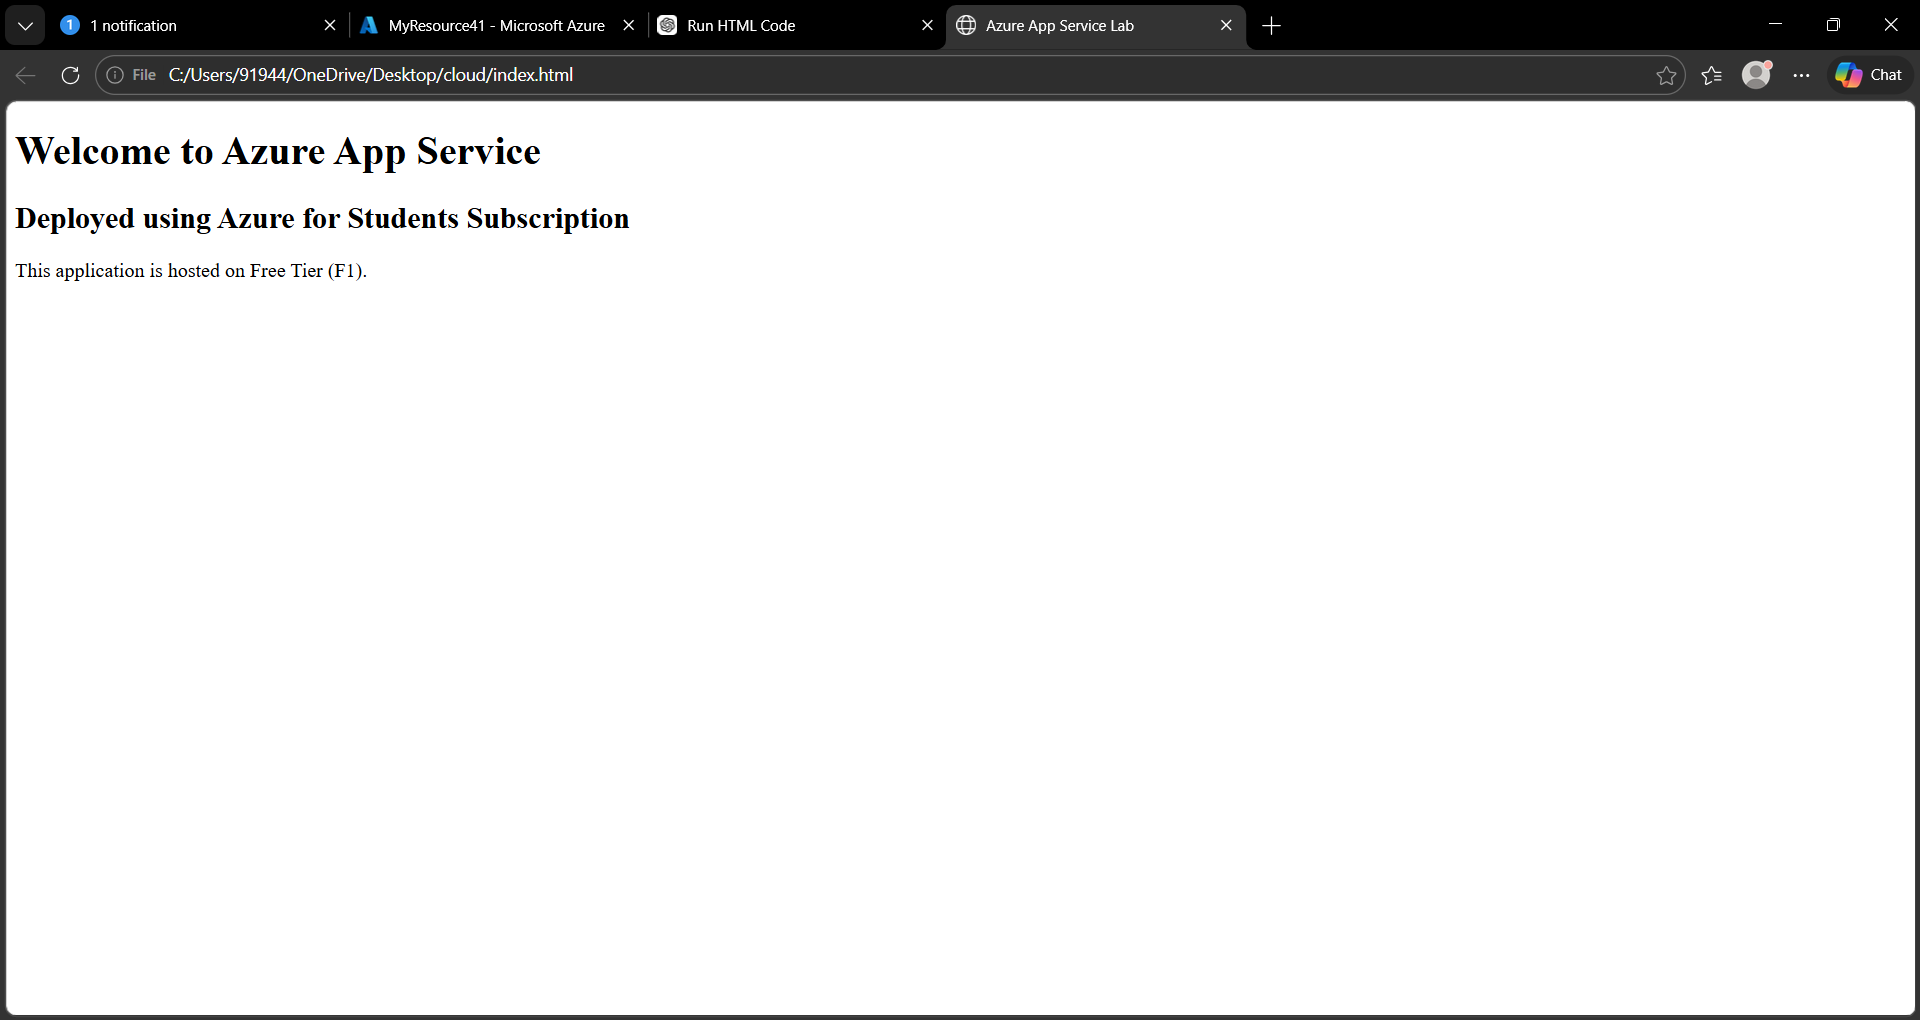 1 1 notification
MyResource41 - Microsoft Azure
Run HTML Code
Azure App Service Lab
File C:/Users/91944/OneDrive/Desktop/cloud/index.html
Chat
Welcome to Azure App Service
Deployed using Azure for Students Subscription
This application is hosted on Free Tier (F1).